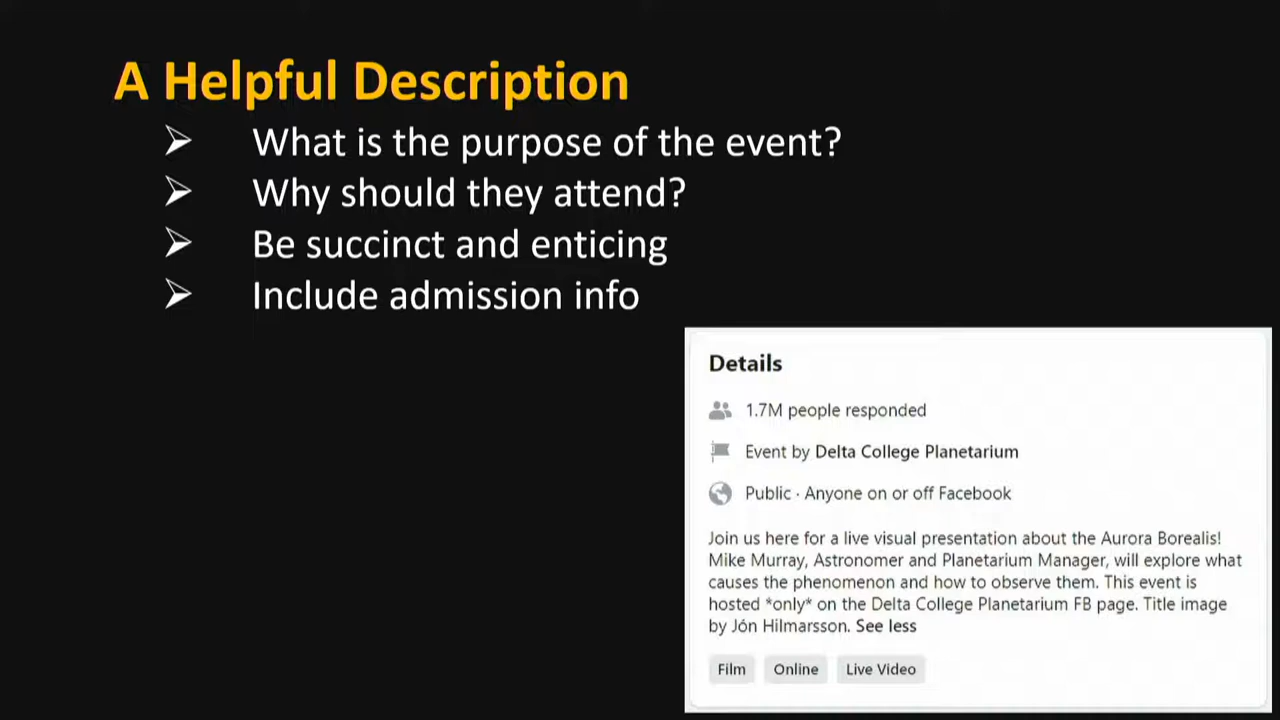 A Helpful Description
What is the purpose of the event?
Why should they attend?
Be succinct and enticing
Include admission info
Details
1.7M people responded
Event by Delta College Planetarium
Public · Anyone on or off Facebook
Join us here for a live visual presentation about the Aurora Borealis!
Mike Murray, Astronomer and Planetarium Manager, will explore what
causes the phenomenon and how to observe them. This event is
hosted *only* on the Delta College Planetarium FB page. Title image
by Jón Hilmarsson. See less
Film Online Live Video